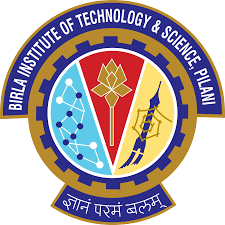 BIRLA INSTITUTE OF TECHNOLOGY & SCIENCE, PILANI
ज्ञानं परमं बलम्